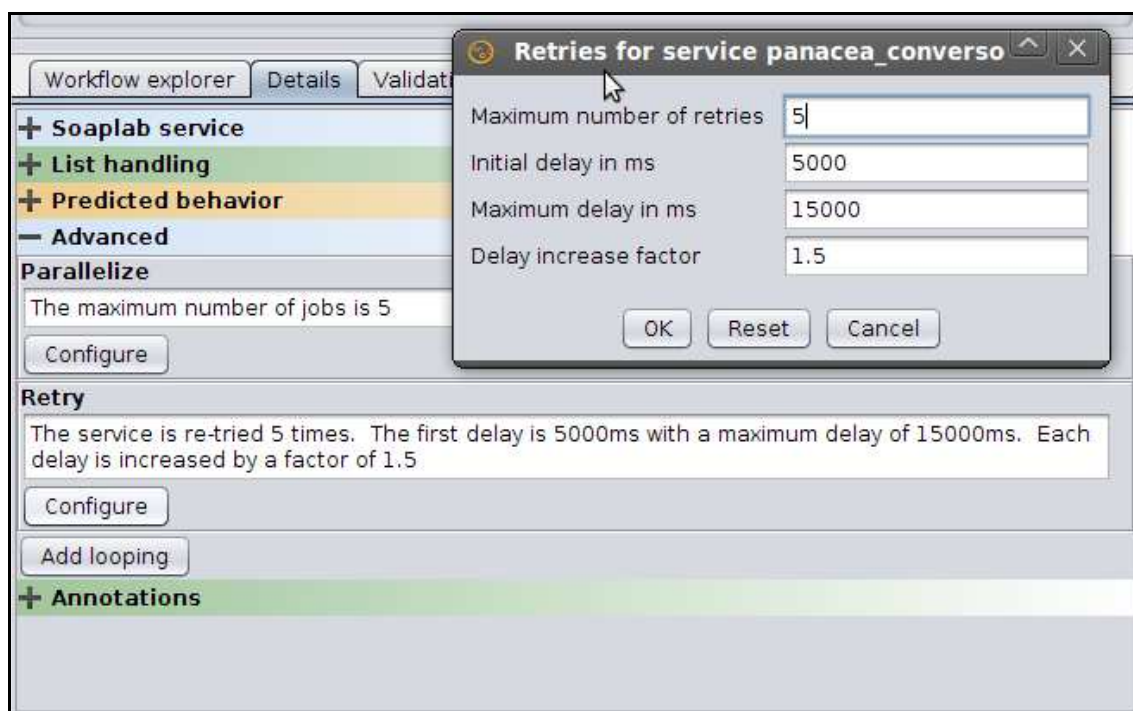 Workflow explorer
Details
Validati
+ Soaplab service
+ List handling
+ Predicted behavior
− Advanced
Parallelize
The maximum number of jobs is 5
Configure
Retry
The service is re-tried 5 times. The first delay is 5000ms with a maximum delay of 15000ms. Each
delay is increased by a factor of 1.5
Configure
Add looping
+ Annotations
Retries for service panacea_converso
Maximum number of retries 5
Initial delay in ms 5000
Maximum delay in ms 15000
Delay increase factor 1.5
OK
Reset
Cancel